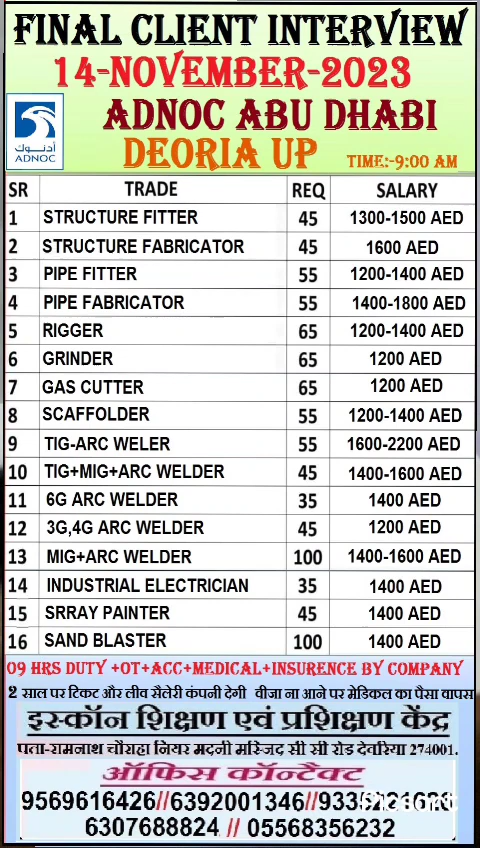 FINAL CLIENT INTERVIEW
14-NOVEMBER-2023
ADNOC ABU DHABI
أدنوك
ADNOC
DEORIA UP TIME:-9:00 AM
SR TRADE REQ SALARY
1 STRUCTURE FITTER 45 1300-1500 AED
2 STRUCTURE FABRICATOR 45 1600 AED
3 PIPE FITTER 55 1200-1400 AED
4 PIPE FABRICATOR 55 1400-1800 AED
5 RIGGER 65 1200-1400 AED
6 GRINDER 65 1200 AED
7 GAS CUTTER 65 1200 AED
8 SCAFFOLDER 55 1200-1400 AED
9 TIG-ARC WELER 55 1600-2200 AED
10 TIG+MIG+ARC WELDER 45 1400-1600 AED
11 6G ARC WELDER 35 1400 AED
12 3G,4G ARC WELDER 45 1200 AED
13 MIG+ARC WELDER 100 1400-1600 AED
14 INDUSTRIAL ELECTRICIAN 35 1400 AED
15 SRRAY PAINTER 45 1400 AED
16 SAND BLASTER 100 1400 AED
09 HRS DUTY +OT+ACC+MEDICAL+INSURENCE BY COMPANY
2 साल पर टिकट और लीव सैलेरी कंपनी देगी वीजा ना आने पर मेडिकल का पैसा वापस
इस्कॉन शिक्षण एवं प्रशिक्षण केंद्र
पता-रामनाथ चौराहा नियर मदनी मस्जिद सी सी रोड देवरिया 274001.
ऑफिस कॉन्टैक्ट
9569616426//6392001346//
6307688824 // 05568356232